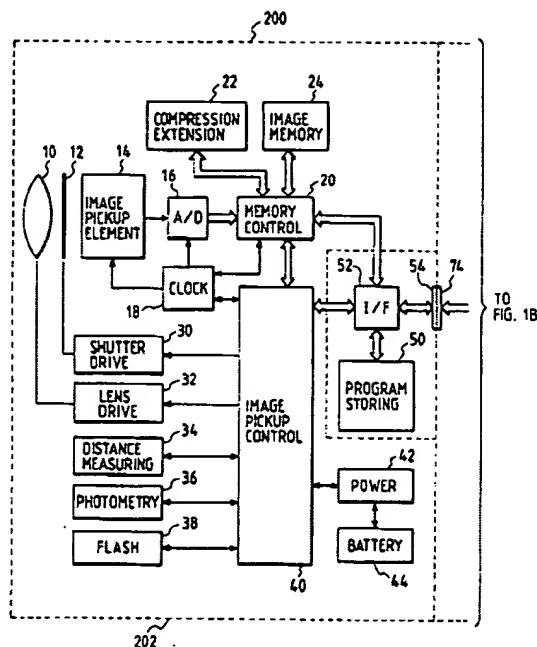 200
22
COMPRESSION
EXTENSION
24
IMAGE
MEMORY
10
12
14
IMAGE
PICKUP
ELEMENT
16
A/D
20
MEMORY CONTROL
CLOCK
18
52
I/F
54
74
TO
FIG. 1B
50
PROGRAM
STORING
30
SHUTTER
DRIVE
32
LENS
DRIVE
34
DISTANCE
MEASURING
36
PHOTOMETRY
38
FLASH
IMAGE
PICKUP
CONTROL
40
42
POWER
BATTERY
44
202